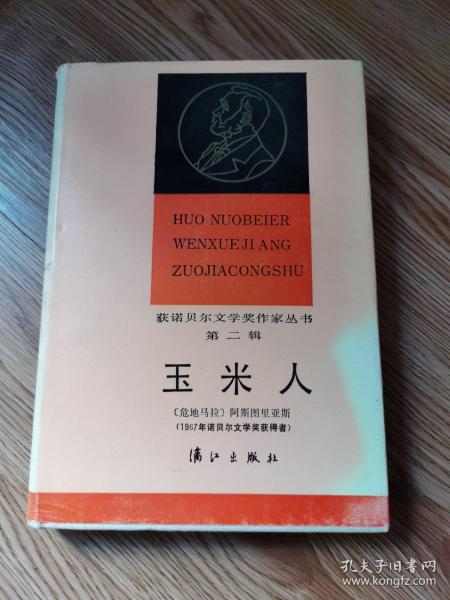 HUO NUOBEIER
WENXUEJIANG
ZUOJIACONGSHU
获诺贝尔文学奖作家丛书
第二辑
玉米人
〔危地马拉〕阿斯图里亚斯
(1967年诺贝尔文学奖获得者)
漓江出版社
孔夫子旧书网
www.kongfz.com